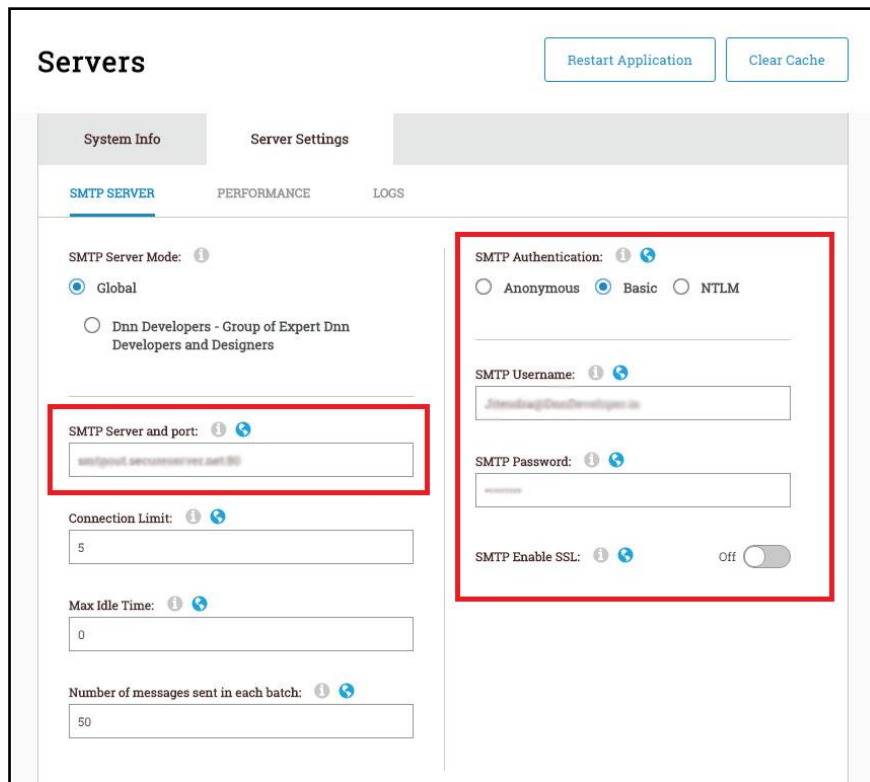 Servers
Restart Application
Clear Cache
System Info
Server Settings
SMTP SERVER
PERFORMANCE
LOGS
SMTP Server Mode:
Global
Dnn Developers - Group of Expert Dnn
Developers and Designers
SMTP Server and port:
Connection Limit:
5
Max Idle Time:
0
Number of messages sent in each batch:
50
SMTP Authentication:
Anonymous
Basic
NTLM
SMTP Username:
SMTP Password:
SMTP Enable SSL:
Off